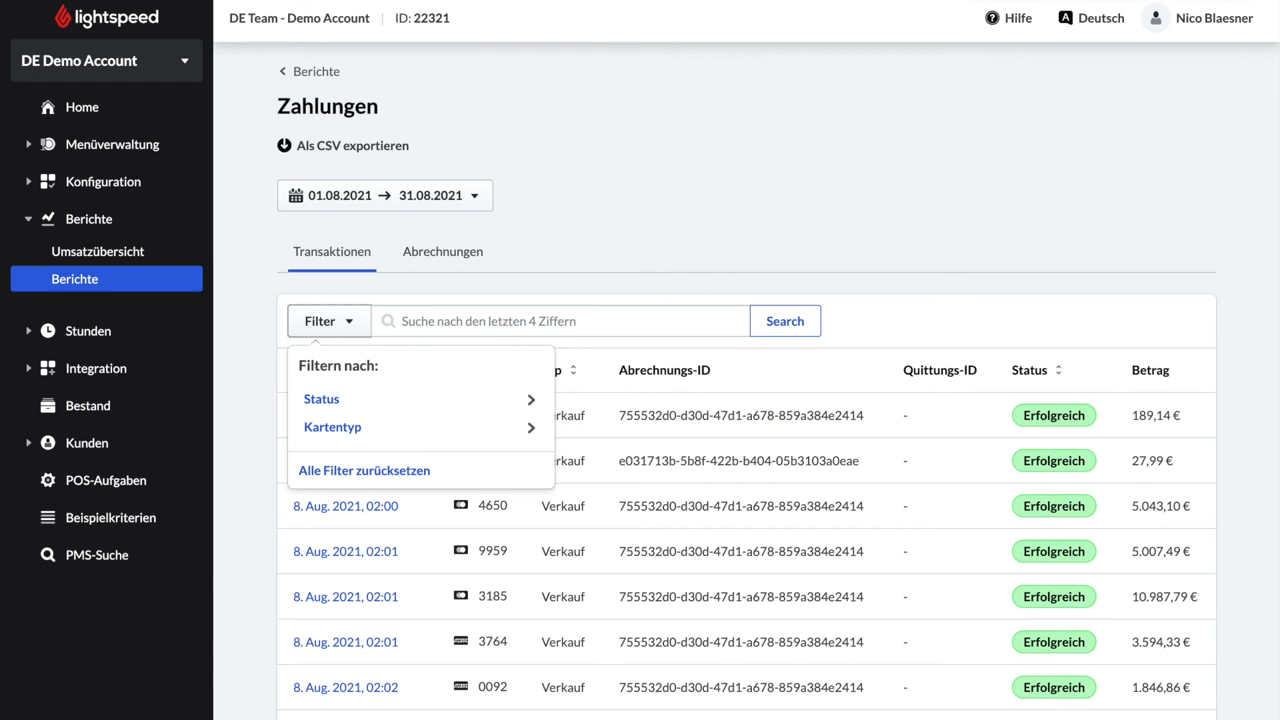 lightspeed
DE Team - Demo Account
ID: 22321
Hilfe
A Deutsch
Nico Blaesner
DE Demo Account
Home
Menüverwaltung
Konfiguration
Berichte
Umsatzübersicht
Berichte
Stunden
Integration
Bestand
Kunden
POS-Aufgaben
Beispielkriterien
PMS-Suche
Berichte
Zahlungen
Als CSV exportieren
01.08.2021 → 31.08.2021
Transaktionen
Abrechnungen
Filter
Suche nach den letzten 4 Ziffern
Search
Filtern nach:
Status
Kartentyp
Alle Filter zurücksetzen
p Abrechnungs-ID Quittungs-ID Status Betrag
rkauf 755532d0-d30d-47d1-a678-859a384e2414 - Erfolgreich 189,14 €
rkauf e031713b-5b8f-422b-b404-05b3103a0eae - Erfolgreich 27,99 €
8. Aug. 2021, 02:00 4650 Verkauf 755532d0-d30d-47d1-a678-859a384e2414 - Erfolgreich 5.043,10 €
8. Aug. 2021, 02:01 9959 Verkauf 755532d0-d30d-47d1-a678-859a384e2414 - Erfolgreich 5.007,49 €
8. Aug. 2021, 02:01 3185 Verkauf 755532d0-d30d-47d1-a678-859a384e2414 - Erfolgreich 10.987,79 €
8. Aug. 2021, 02:01 3764 Verkauf 755532d0-d30d-47d1-a678-859a384e2414 - Erfolgreich 3.594,33 €
8. Aug. 2021, 02:02 0092 Verkauf 755532d0-d30d-47d1-a678-859a384e2414 - Erfolgreich 1.846,86 €